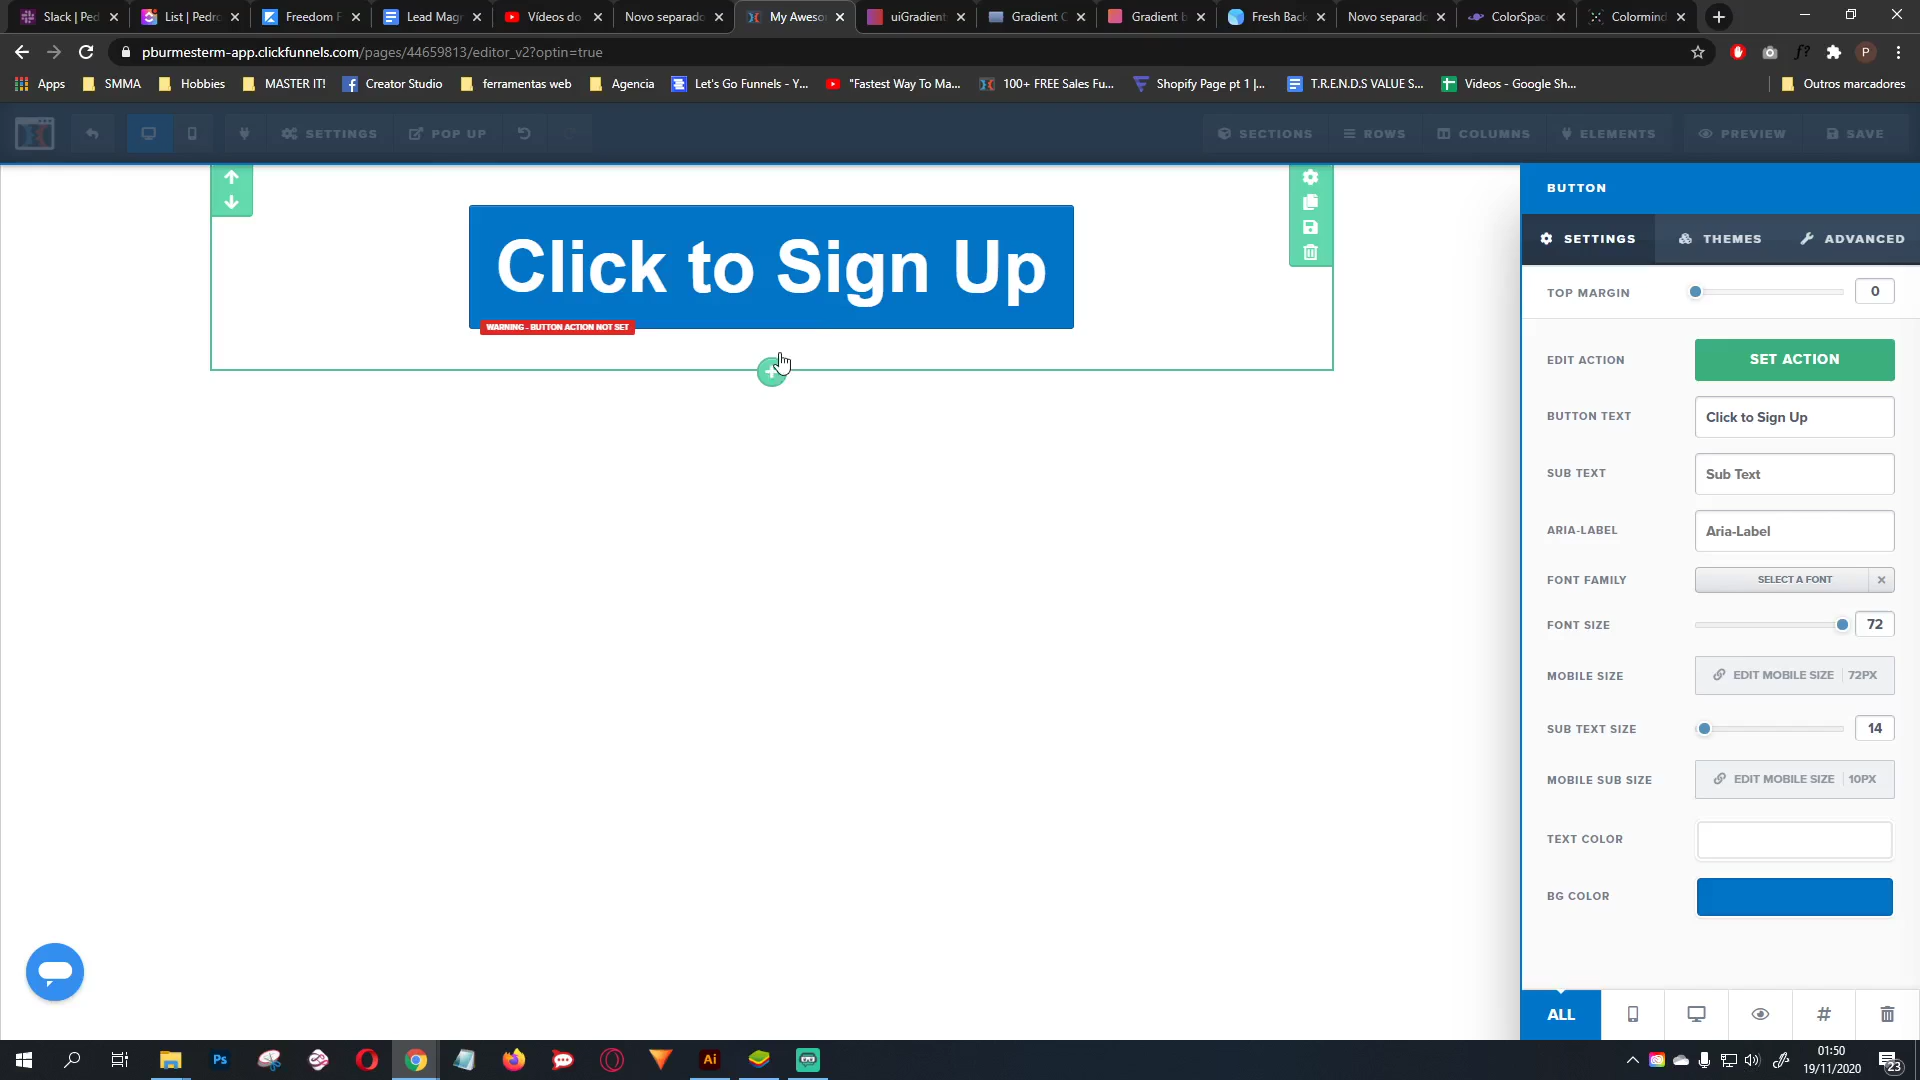 Slack | Ped
List | Pedro
Freedom F
Lead Magn
Vídeos do
Novo separado
My Aweso
uiGradient
Gradient C
Gradient b
Fresh Back
Novo separado
ColorSpac
Colormind
pburmesterm-app.clickfunnels.com/pages/44659813/editor_v2?optin=true
f?
P
Apps
SMMA
Hobbies
MASTER IT!
Creator Studio
ferramentas web
Agencia
Let's Go Funnels - Y...
"Fastest Way To Ma...
100+ FREE Sales Fu...
Shopify Page pt 1 |...
T.R.E.N.D.S VALUE S...
Videos - Google Sh...
Outros marcadores
SETTINGS
POP UP
SECTIONS
ROWS
COLUMNS
ELEMENTS
PREVIEW
SAVE
Click to Sign Up
WARNING - BUTTON ACTION NOT SET
BUTTON
SETTINGS
THEMES
ADVANCED
TOP MARGIN 0
EDIT ACTION SET ACTION
BUTTON TEXT Click to Sign Up
SUB TEXT Sub Text
ARIA-LABEL Aria-Label
FONT FAMILY SELECT A FONT
FONT SIZE 72
MOBILE SIZE EDIT MOBILE SIZE 72PX
SUB TEXT SIZE 14
MOBILE SUB SIZE EDIT MOBILE SIZE 10PX
TEXT COLOR
BG COLOR
ALL
#
Ps
Ai
01:50
19/11/2020
23